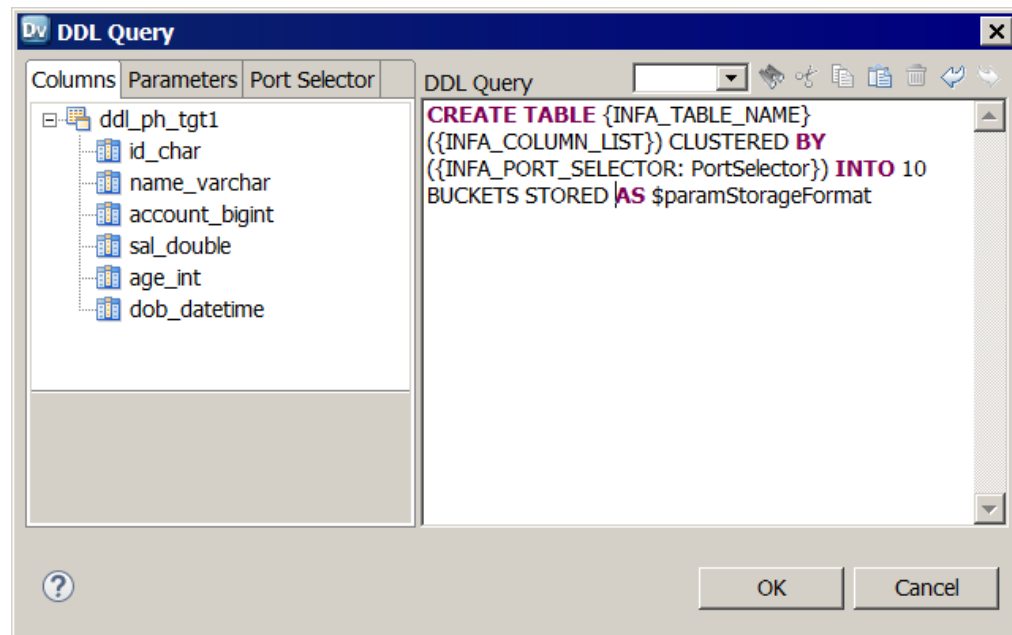 Dv DDL Query
Columns Parameters Port Selector
DDL Query
ddl_ph_tgt1
id_char
name_varchar
account_bigint
sal_double
age_int
dob_datetime
CREATE TABLE {INFA_TABLE_NAME}
({INFA_COLUMN_LIST}) CLUSTERED BY
({INFA_PORT_SELECTOR: PortSelector}) INTO 10
BUCKETS STORED AS $paramStorageFormat
?
OK Cancel